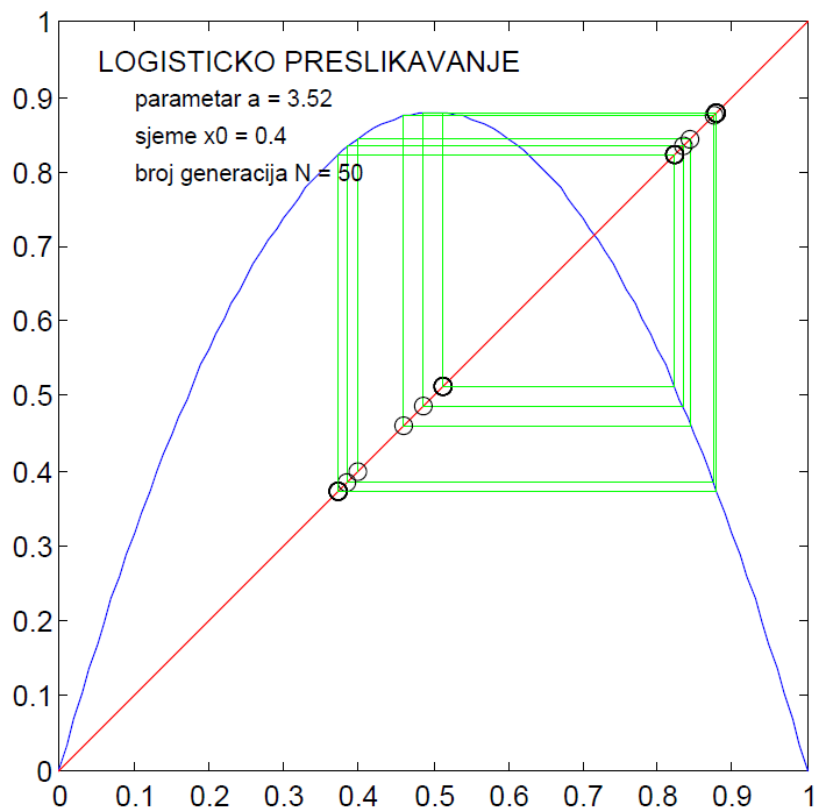 1
LOGISTICKO PRESLIKAVANJE
0.9
parametar a = 3.52
sjeme x0 = 0.4
0.8
broj generacija N = 50
0.7
0.6
0.5
0.4
0.3
0.2
0.1
0
0 0.1 0.2 0.3 0.4 0.5 0.6 0.7 0.8 0.9 1